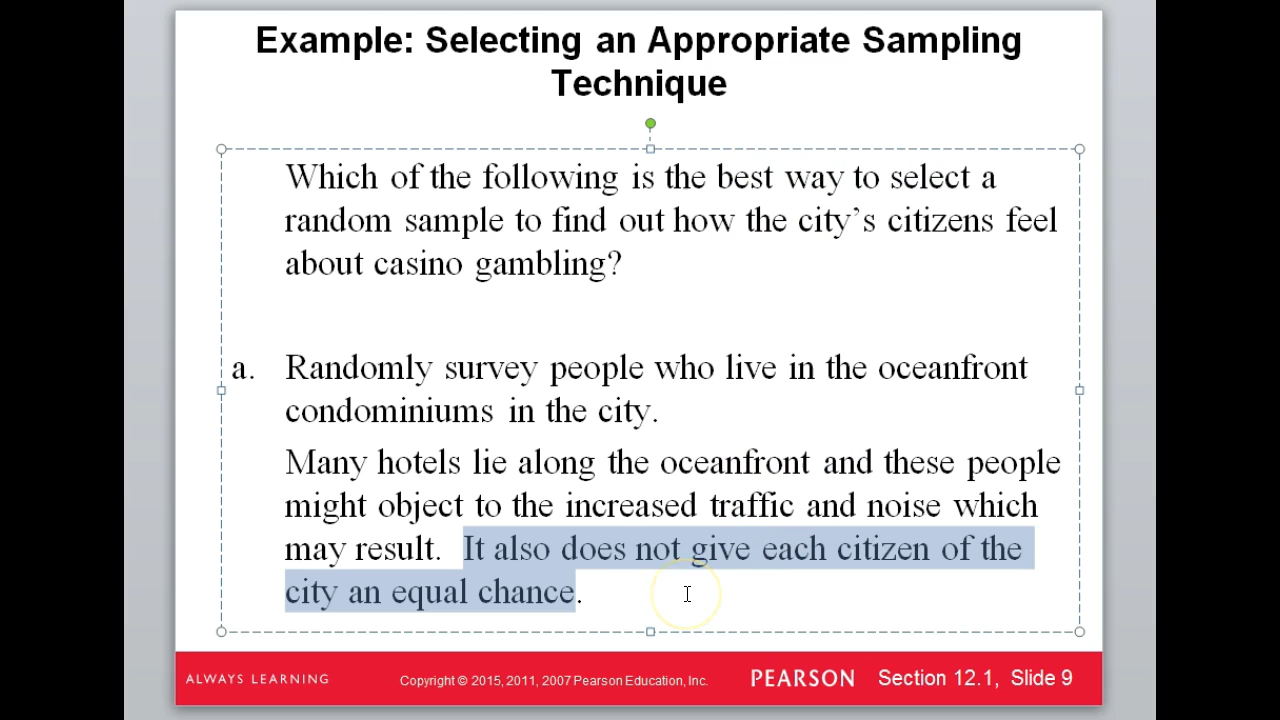 Example: Selecting an Appropriate Sampling
Technique
Which of the following is the best way to select a
random sample to find out how the city’s citizens feel
about casino gambling?
a. Randomly survey people who live in the oceanfront
condominiums in the city.
Many hotels lie along the oceanfront and these people
might object to the increased traffic and noise which
may result. It also does not give each citizen of the
city an equal chance.
ALWAYS LEARNING Copyright © 2015, 2011, 2007 Pearson Education, Inc. PEARSON Section 12.1, Slide 9